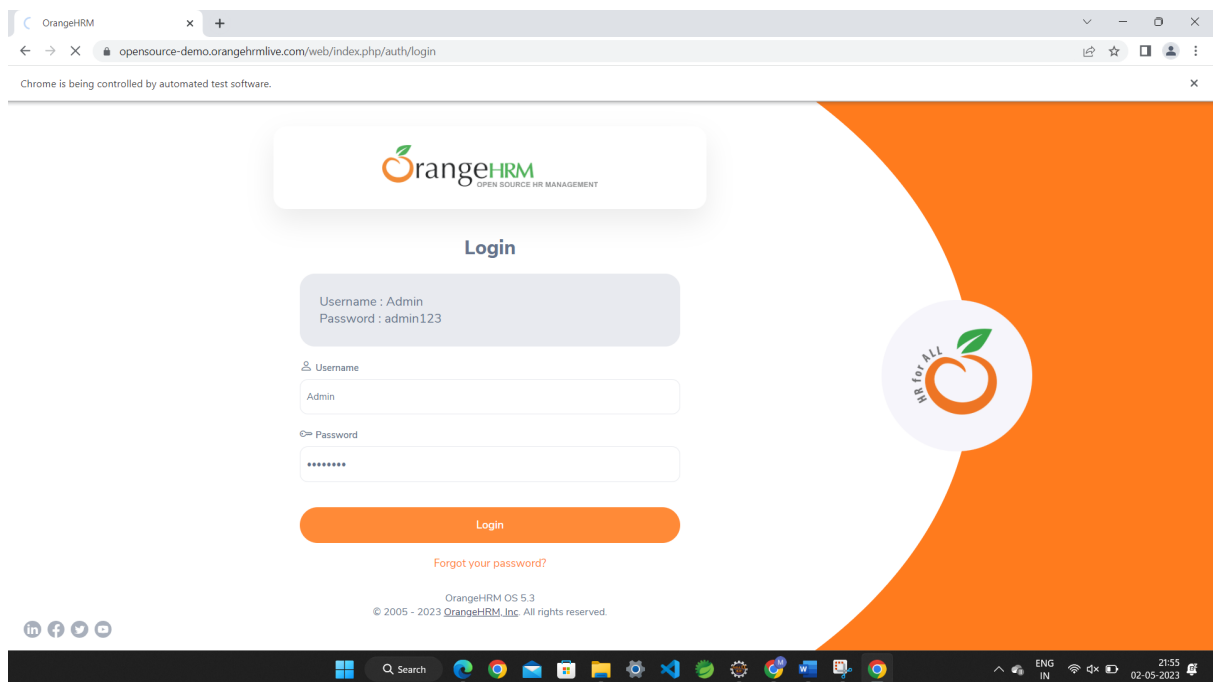 OrangeHRM
opensource-demo.orangehrmlive.com/web/index.php/auth/login
Chrome is being controlled by automated test software.
OrangeHRM
OPEN SOURCE HR MANAGEMENT
Login
Username : Admin
Password : admin123
Username
Admin
Password
••••••••
Login
Forgot your password?
OrangeHRM OS 5.3
© 2005 - 2023 OrangeHRM, Inc. All rights reserved.
HR for ALL
Search
M
ENG
IN
21:55
02-05-2023